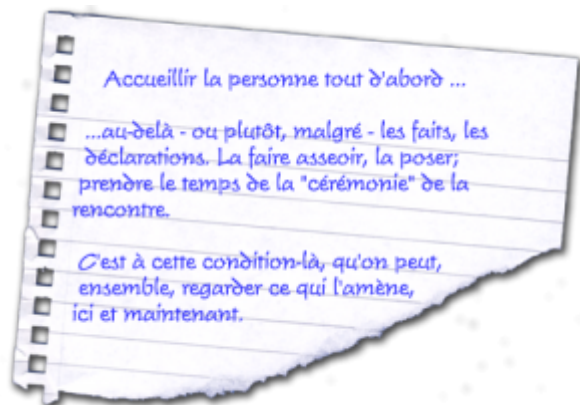 Accueillir la personne tout d'abord ...
...au-delà - ou plutôt, malgré - les faits, les
déclarations. La faire asseoir, la poser;
prendre le temps de la "cérémonie" de la
rencontre.
C'est à cette condition-là, qu'on peut,
ensemble, regarder ce qui l'amène,
ici et maintenant.